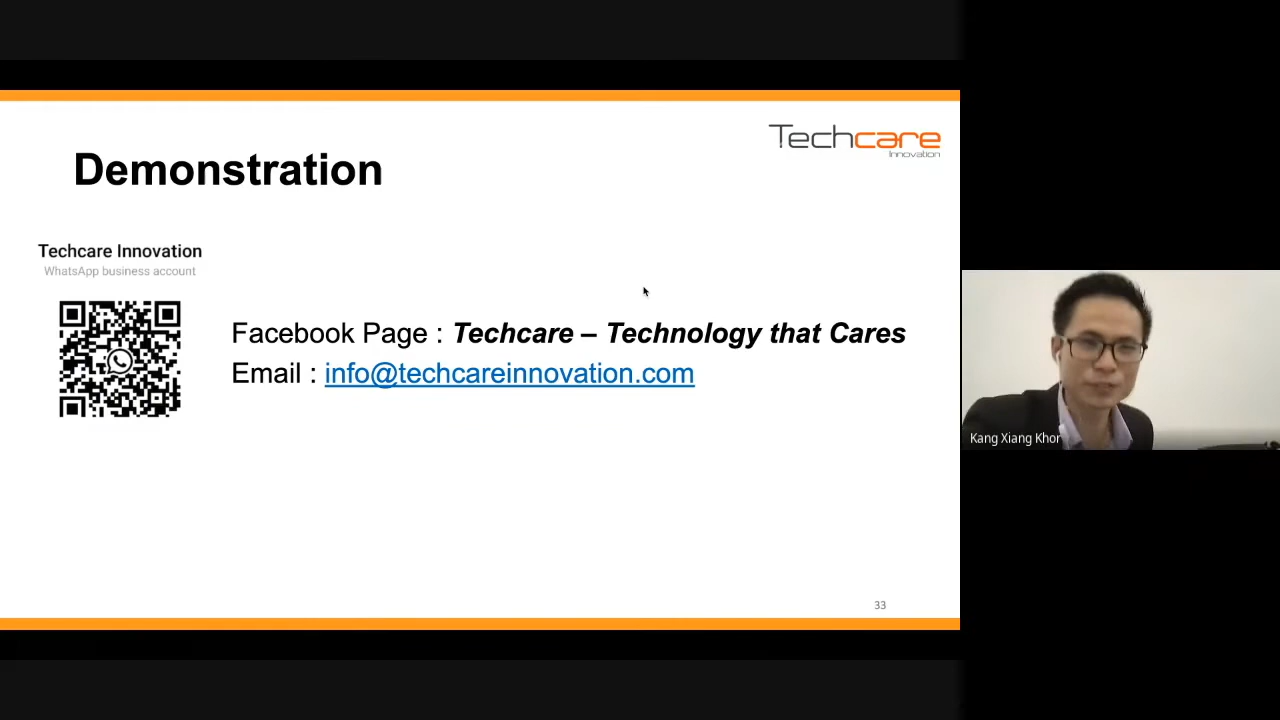 Techcare
Innovation
Demonstration
Techcare Innovation
WhatsApp business account
Facebook Page : Techcare – Technology that Cares
Email : info@techcareinnovation.com
Kang Xiang Khor
33